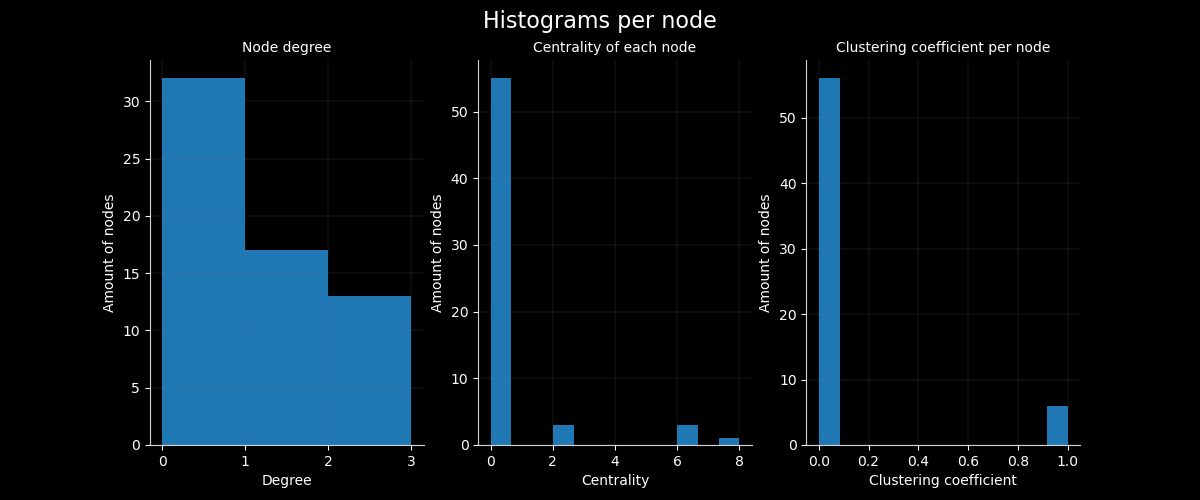 Histograms per node
Node degree
Amount of nodes
30
25
20
15
10
5
0
0 1 2 3
Degree
Centrality of each node
Amount of nodes
50
40
30
20
10
0
0 2 4 6 8
Centrality
Clustering coefficient per node
Amount of nodes
50
40
30
20
10
0
0.0 0.2 0.4 0.6 0.8 1.0
Clustering coefficient